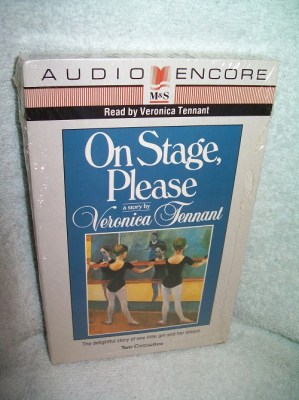 AUDIO ENCORE
M&S
Read by Veronica Tennant
On Stage,
Please
a story by
Veronica Tennant
The delightful story of one little girl and her dream
Two Cassettes